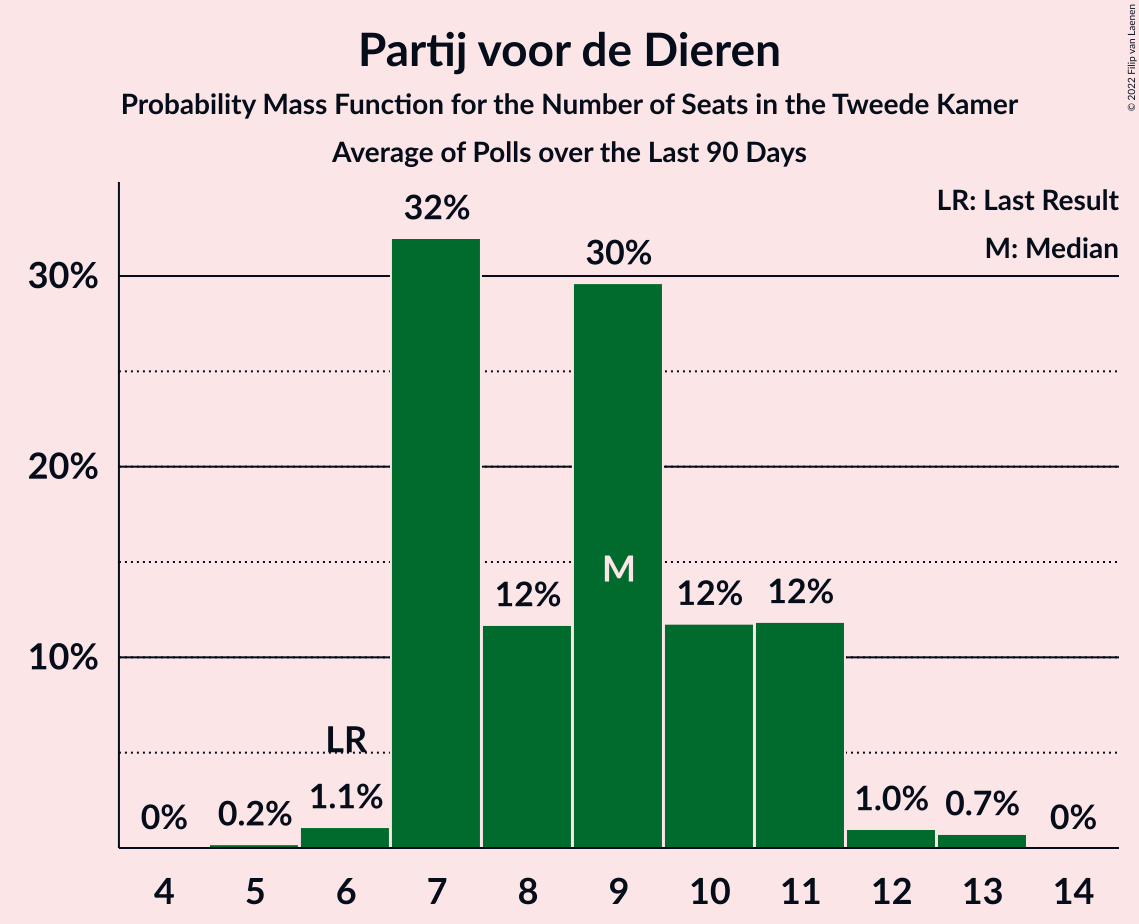 Partij voor de Dieren
Probability Mass Function for the Number of Seats in the Tweede Kamer
Average of Polls over the Last 90 Days
© 2022 Filip van Laenen
LR: Last Result
M: Median
30%
20%
10%
0%
0.2%
LR
1.1%
32%
12%
30%
M
12%
12%
1.0%
0.7%
0%
4 5 6 7 8 9 10 11 12 13 14